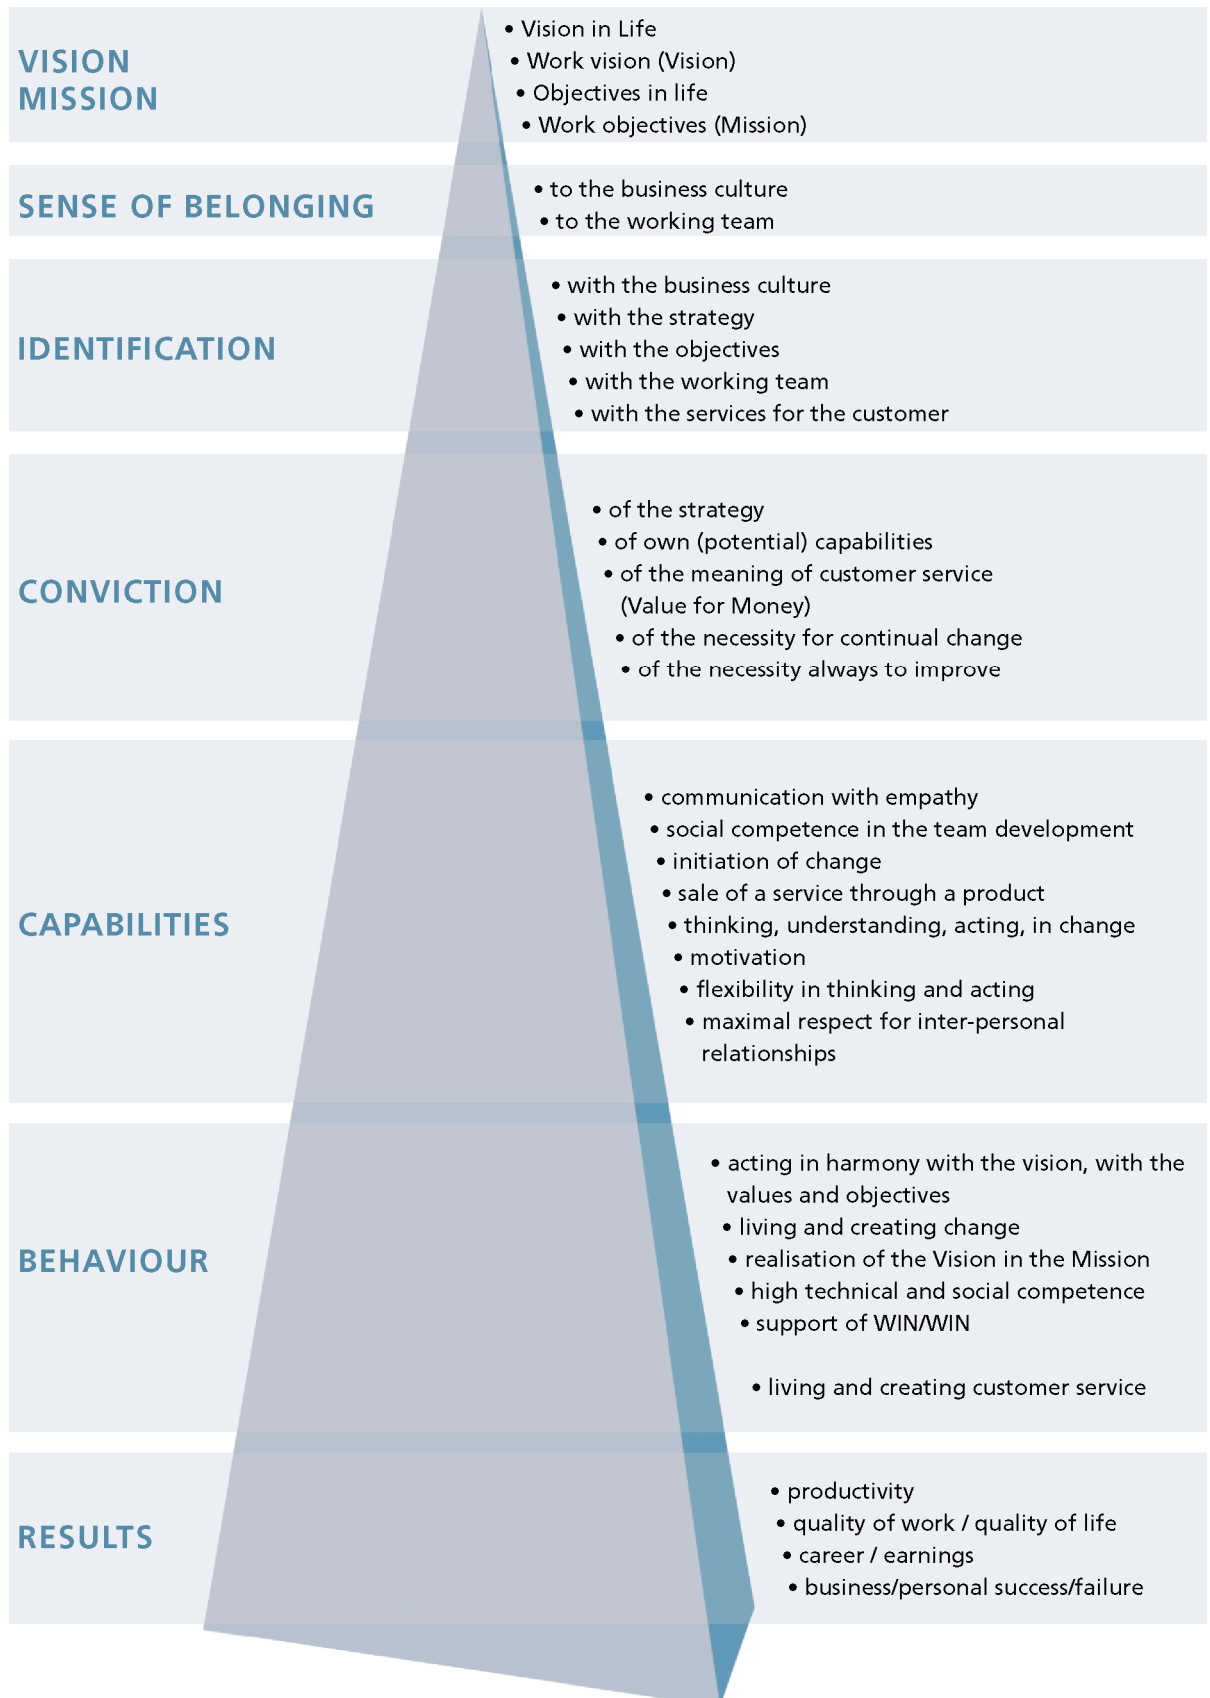 VISION
MISSION
• Vision in Life
• Work vision (Vision)
• Objectives in life
• Work objectives (Mission)
SENSE OF BELONGING
• to the business culture
• to the working team
IDENTIFICATION
• with the business culture
• with the strategy
• with the objectives
• with the working team
• with the services for the customer
CONVICTION
• of the strategy
• of own (potential) capabilities
• of the meaning of customer service
(Value for Money)
• of the necessity for continual change
• of the necessity always to improve
CAPABILITIES
• communication with empathy
• social competence in the team development
• initiation of change
• sale of a service through a product
• thinking, understanding, acting, in change
• motivation
• flexibility in thinking and acting
• maximal respect for inter-personal
relationships
BEHAVIOUR
• acting in harmony with the vision, with the
values and objectives
• living and creating change
• realisation of the Vision in the Mission
• high technical and social competence
• support of WIN/WIN
• living and creating customer service
RESULTS
• productivity
• quality of work / quality of life
• career / earnings
• business/personal success/failure